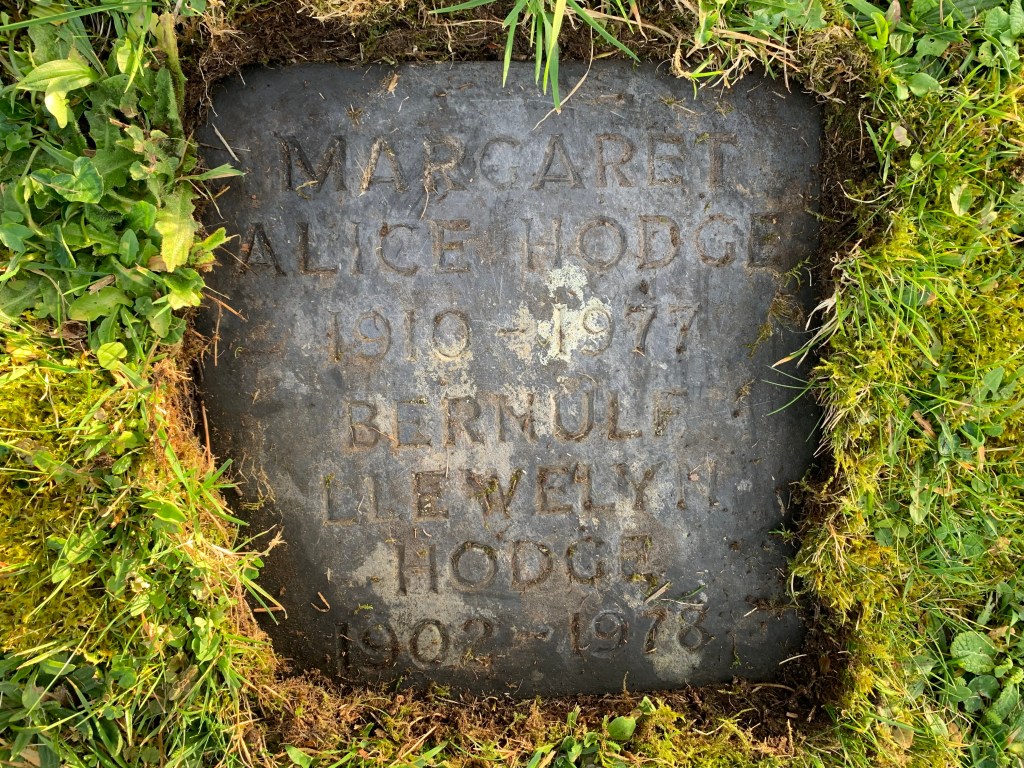 MARGARET
ALICE HODGE
1910 - 1977
BERNULF
LLEWELYN
HODGE
1902 - 1978